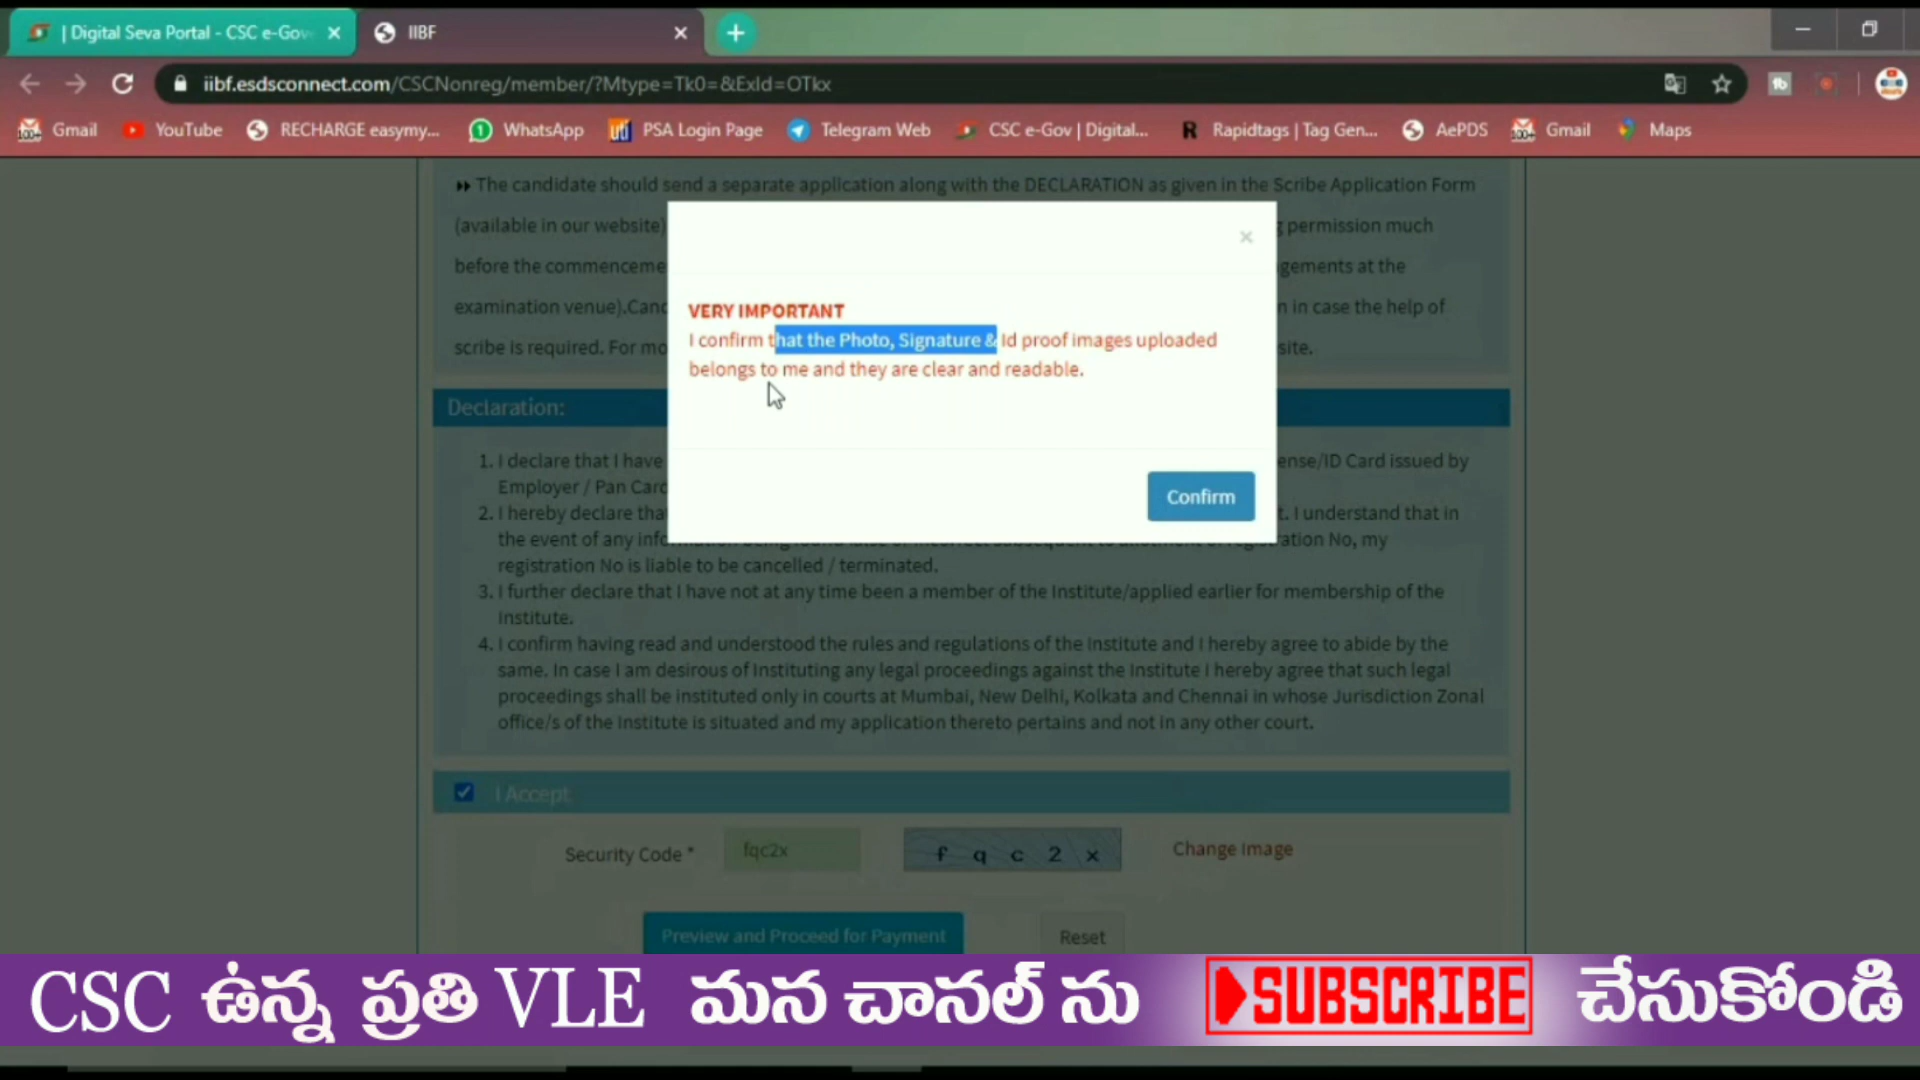 | Digital Seva Portal - CSC e-Gov
IIBF
iibf.esdsconnect.com/CSCNonreg/member/?Mtype=Tk0=&ExId=OTkx
Gmail
YouTube
RECHARGE easymy...
WhatsApp
PSA Login Page
Telegram Web
CSC e-Gov | Digital...
Rapidtags | Tag Gen...
AePDS
Gmail
Maps
The candidate should send a separate application along with the DECLARATION as given in the Scribe Application Form
(available in our website) permission much
before the commenceme gements at the
examination venue).Canc n in case the help of
scribe is required. For mo site.
VERY IMPORTANT
I confirm that the Photo, Signature & Id proof images uploaded
belongs to me and they are clear and readable.
Confirm
Declaration:
1. I declare that I have ense/ID Card issued by
Employer / Pan Card
2. I hereby declare tha t. I understand that in
the event of any ation No, my
registration No is liable to be cancelled / terminated.
3. I further declare that I have not at any time been a member of the Institute/applied earlier for membership of the
Institute.
4. I confirm having read and understood the rules and regulations of the Institute and I hereby agree to abide by the
same. In case I am desirous of Instituting any legal proceedings against the Institute I hereby agree that such legal
proceedings shall be instituted only in courts at Mumbai, New Delhi, Kolkata and Chennai in whose Jurisdiction Zonal
office/s of the Institute is situated and my application thereto pertains and not in any other court.
I Accept
Security Code * fqc2x f q c 2 x Change Image
Preview and Proceed for Payment Reset
CSC ఉన్న ప్రతి VLE మన చానల్ ను SUBSCRIBE చేసుకోండి